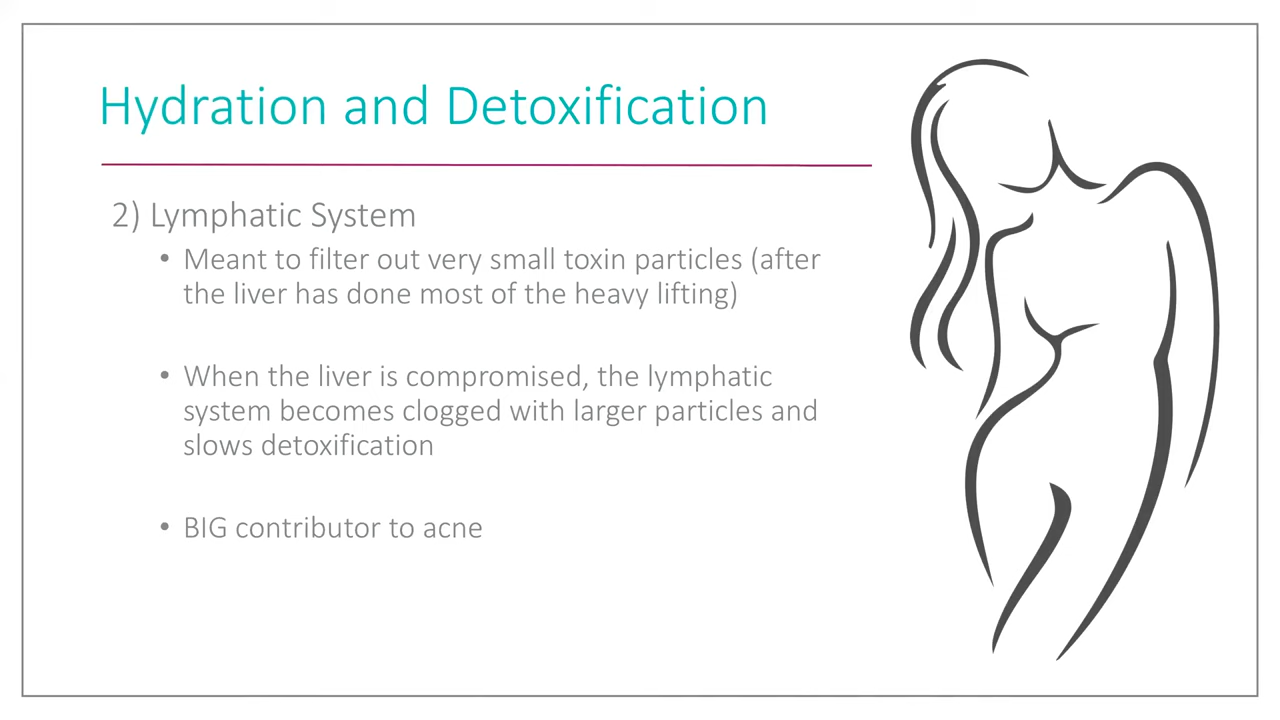 Hydration and Detoxification
2) Lymphatic System
• Meant to filter out very small toxin particles (after
the liver has done most of the heavy lifting)
• When the liver is compromised, the lymphatic
system becomes clogged with larger particles and
slows detoxification
• BIG contributor to acne